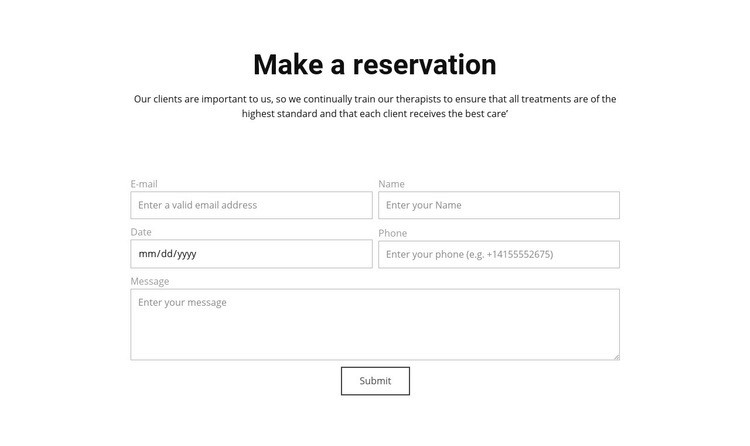 Make a reservation
Our clients are important to us, so we continually train our therapists to ensure that all treatments are of the
highest standard and that each client receives the best care'
E-mail
Name
Enter a valid email address
Enter your Name
Date
Phone
mm/dd/yyyy
Enter your phone (e.g. +14155552675)
Message
Enter your message
Submit